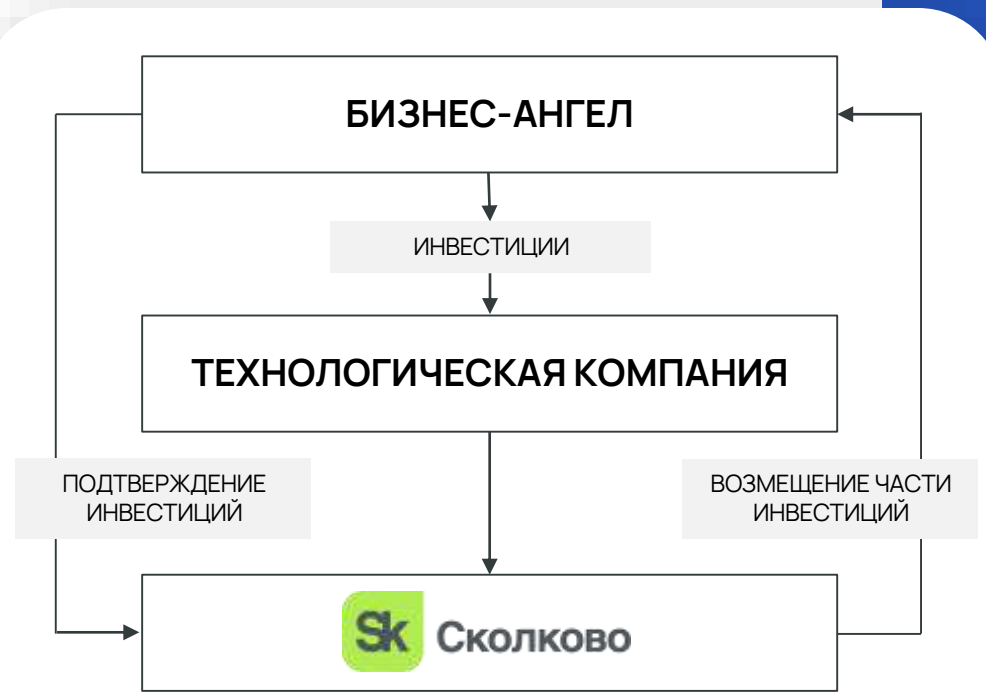 БИЗНЕС-АНГЕЛ
ИНВЕСТИЦИИ
ТЕХНОЛОГИЧЕСКАЯ КОМПАНИЯ
ПОДТВЕРЖДЕНИЕ
ИНВЕСТИЦИЙ
ВОЗМЕЩЕНИЕ ЧАСТИ
ИНВЕСТИЦИЙ
Sk Сколково